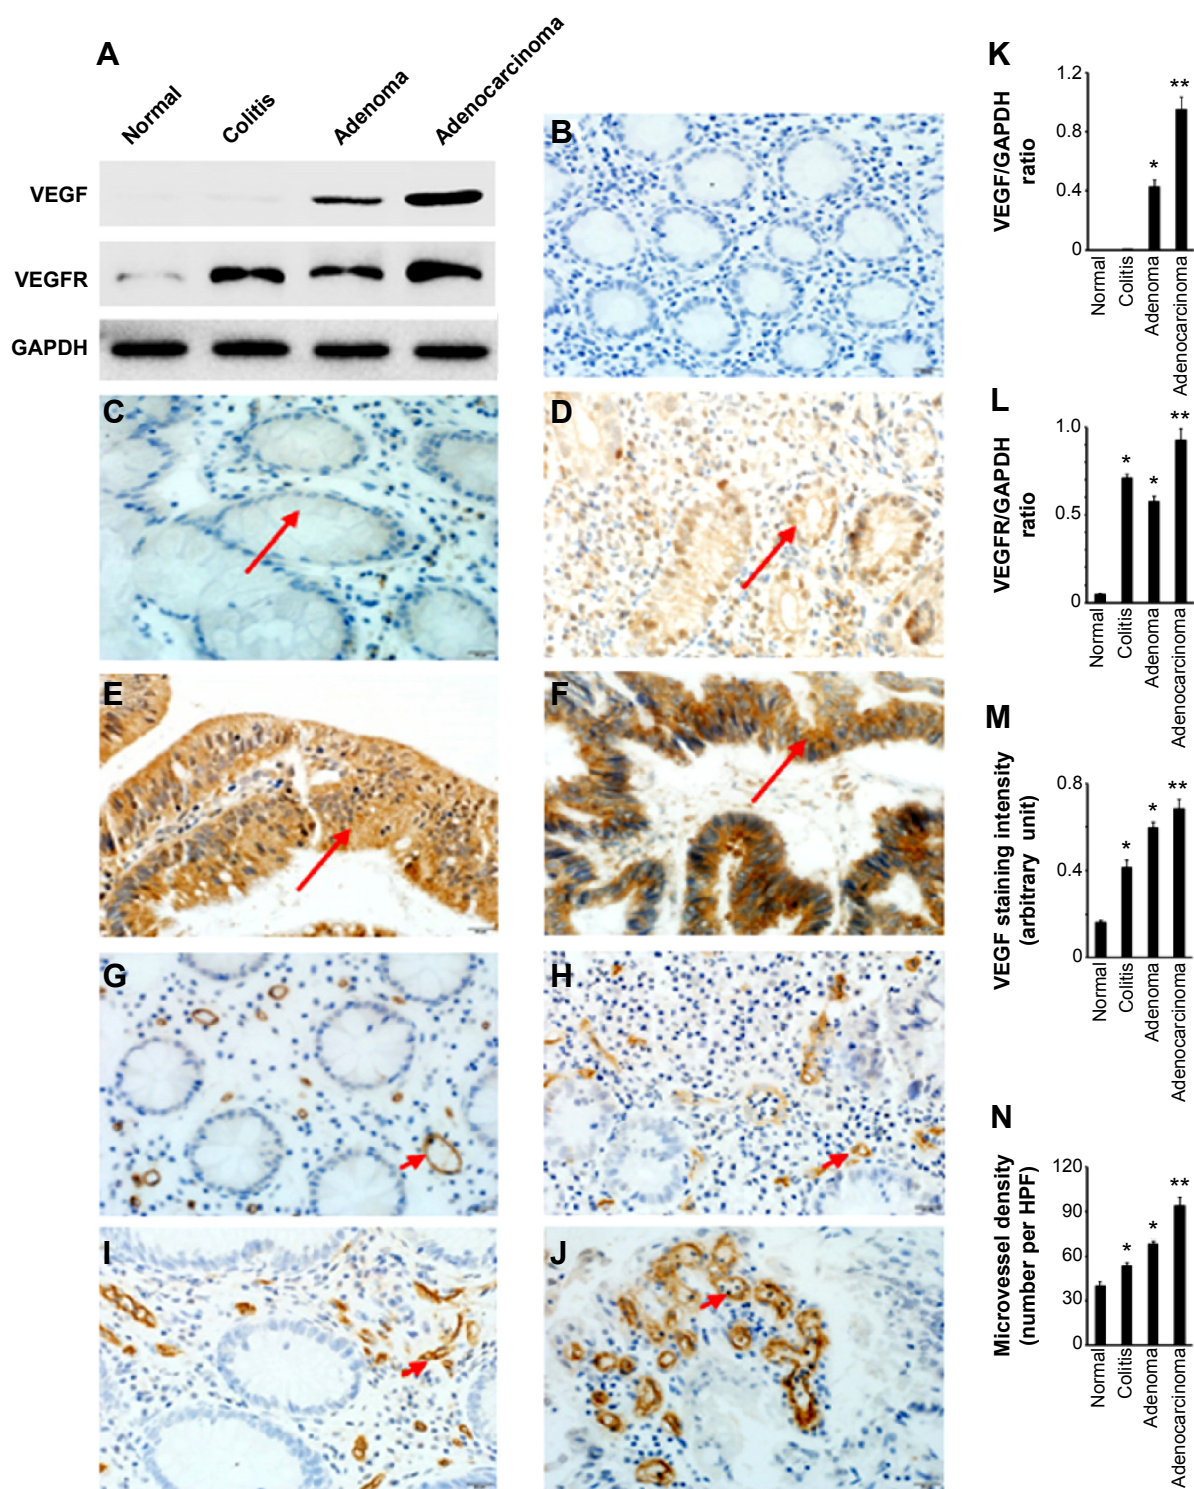 A
Normal
Colitis
Adenoma
Adenocarcinoma
VEGF
VEGFR
GAPDH
B
C
D
E
F
G
H
I
J
K
VEGF/GAPDH
ratio
1.2
0.8
0.4
0
*
**
Normal
Colitis
Adenoma
Adenocarcinoma
L
VEGFR/GAPDH
ratio
1.0
0.5
0
*
*
**
Normal
Colitis
Adenoma
Adenocarcinoma
M
VEGF staining intensity
(arbitrary unit)
0.8
0.4
0
*
*
**
Normal
Colitis
Adenoma
Adenocarcinoma
N
Microvessel density
(number per HPF)
120
90
60
30
0
*
*
**
Normal
Colitis
Adenoma
Adenocarcinoma